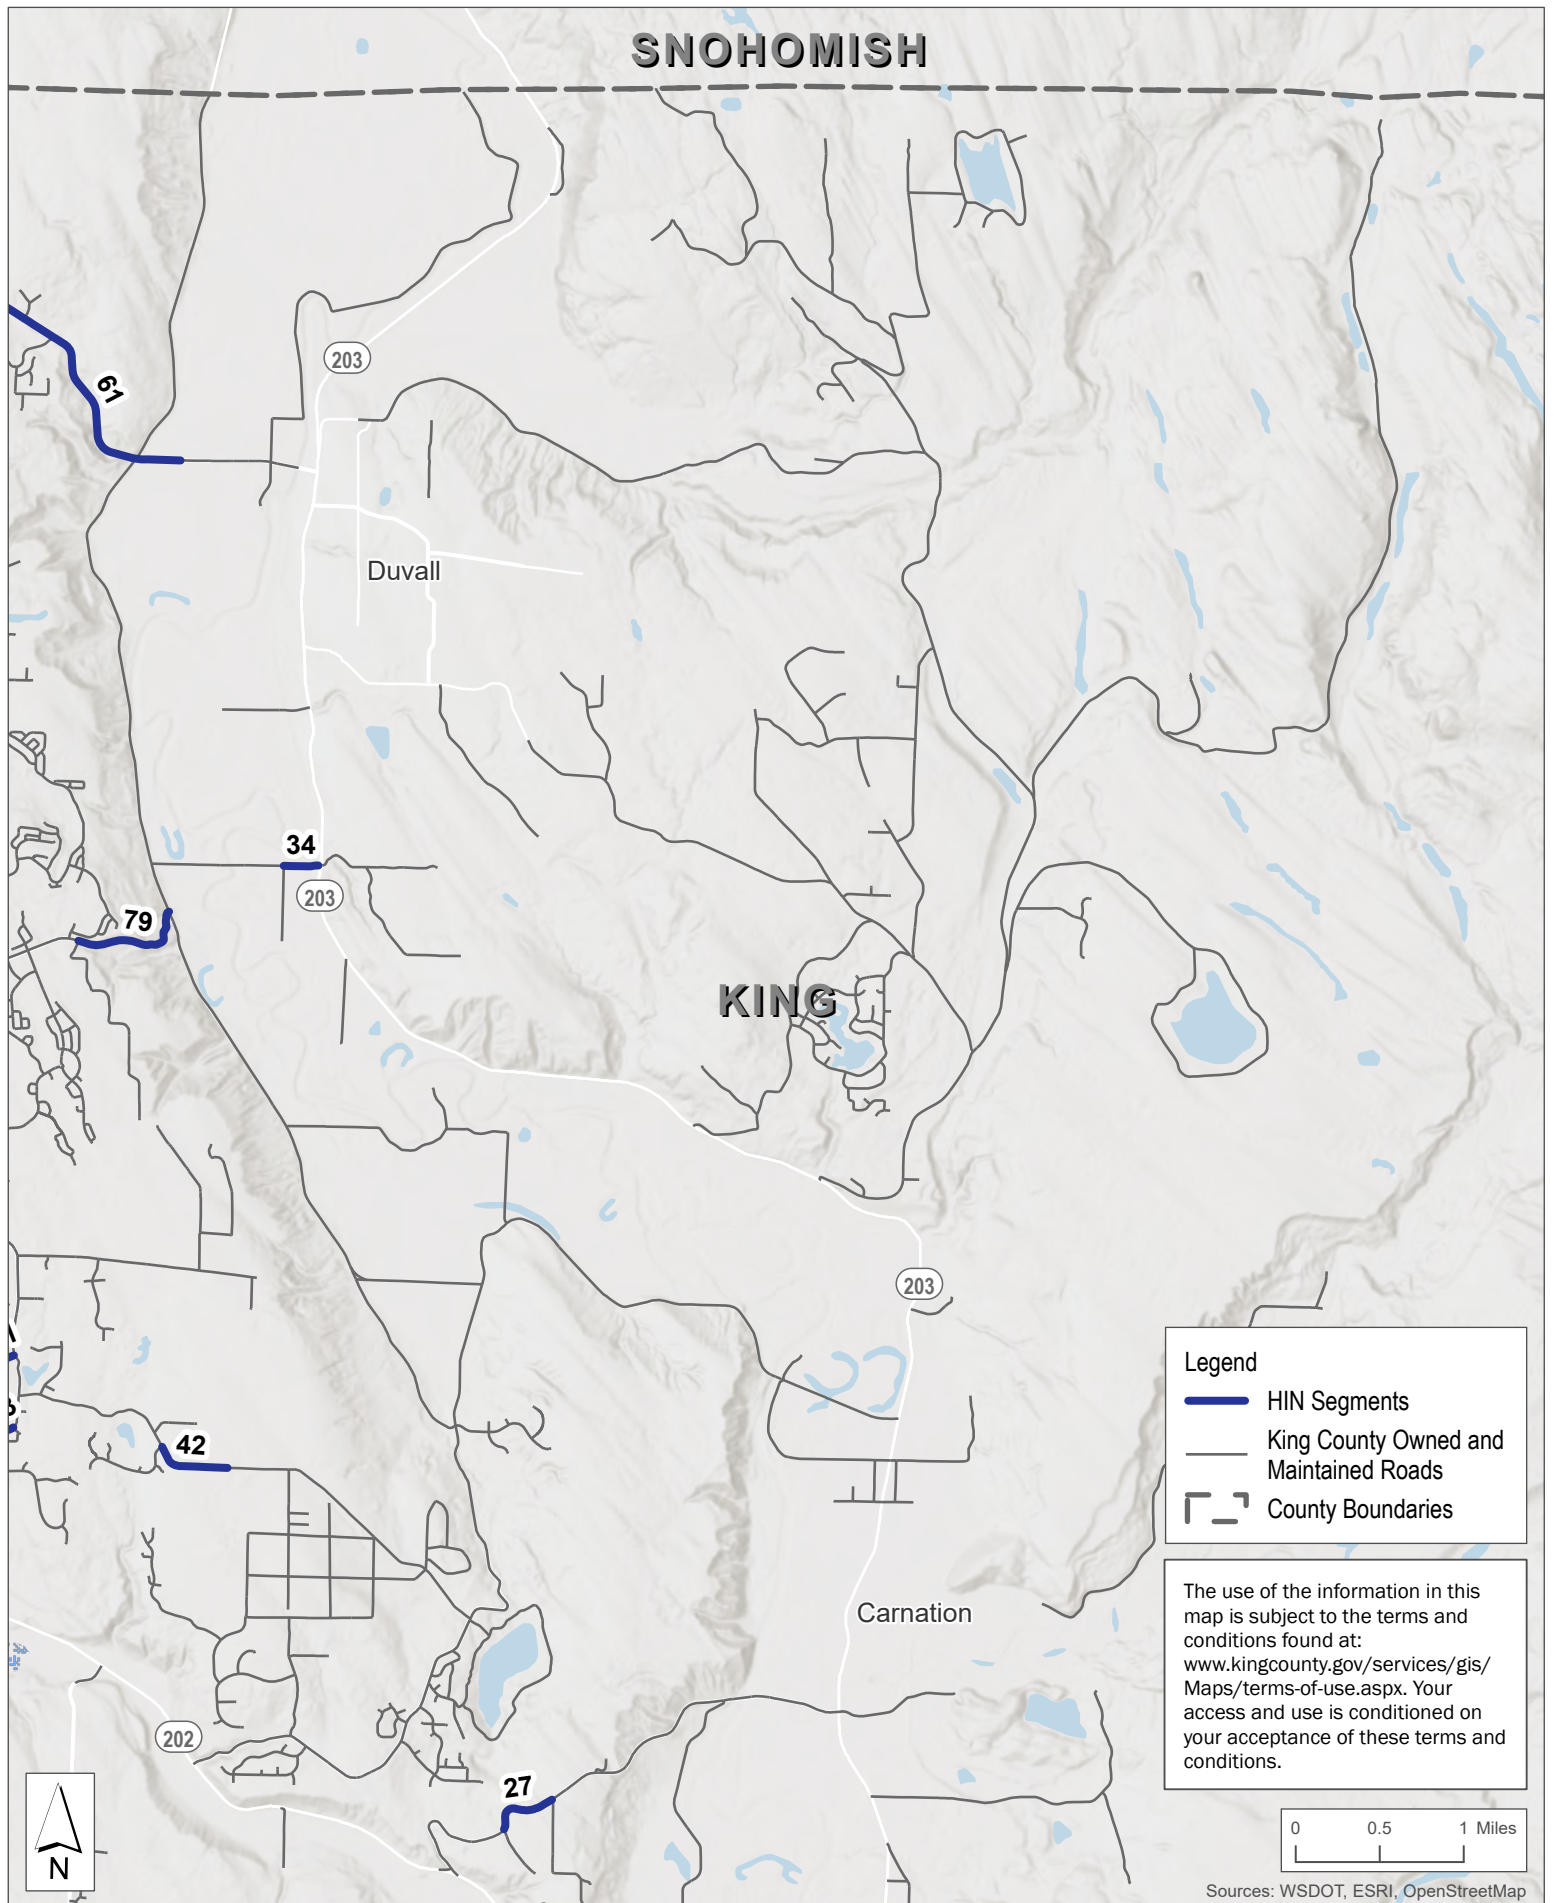 SNOHOMISH
203
61
Duvall
34
203
79
KING
203
42
Carnation
202
27
N
Legend
HIN Segments
King County Owned and
Maintained Roads
County Boundaries
The use of the information in this
map is subject to the terms and
conditions found at:
www.kingcounty.gov/services/gis/
Maps/terms-of-use.aspx. Your
access and use is conditioned on
your acceptance of these terms and
conditions.
0 0.5 1 Miles
Sources: WSDOT, ESRI, OpenStreetMap